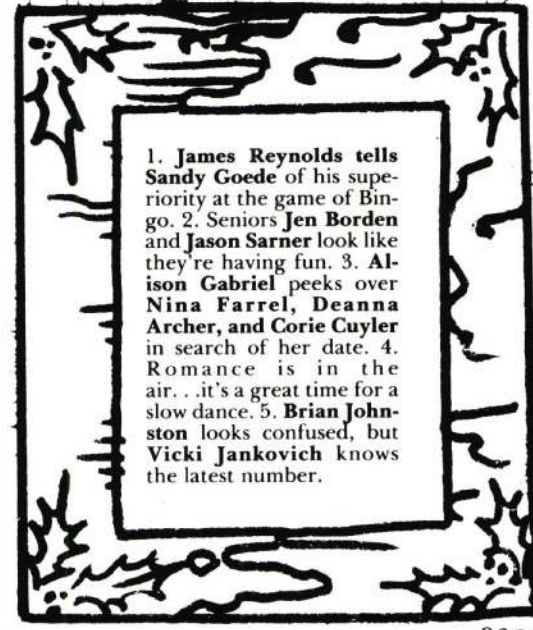 1. James Reynolds tells
Sandy Goede of his supe-
riority at the game of Bin-
go. 2. Seniors Jen Borden
and Jason Sarner look like
they're having fun. 3. Al-
ison Gabriel peeks over
Nina Farrel, Deanna
Archer, and Corie Cuyler
in search of her date. 4.
Romance is in the
air. . .it's a great time for a
slow dance. 5. Brian John-
ston looks confused, but
Vicki Jankovich knows
the latest number.